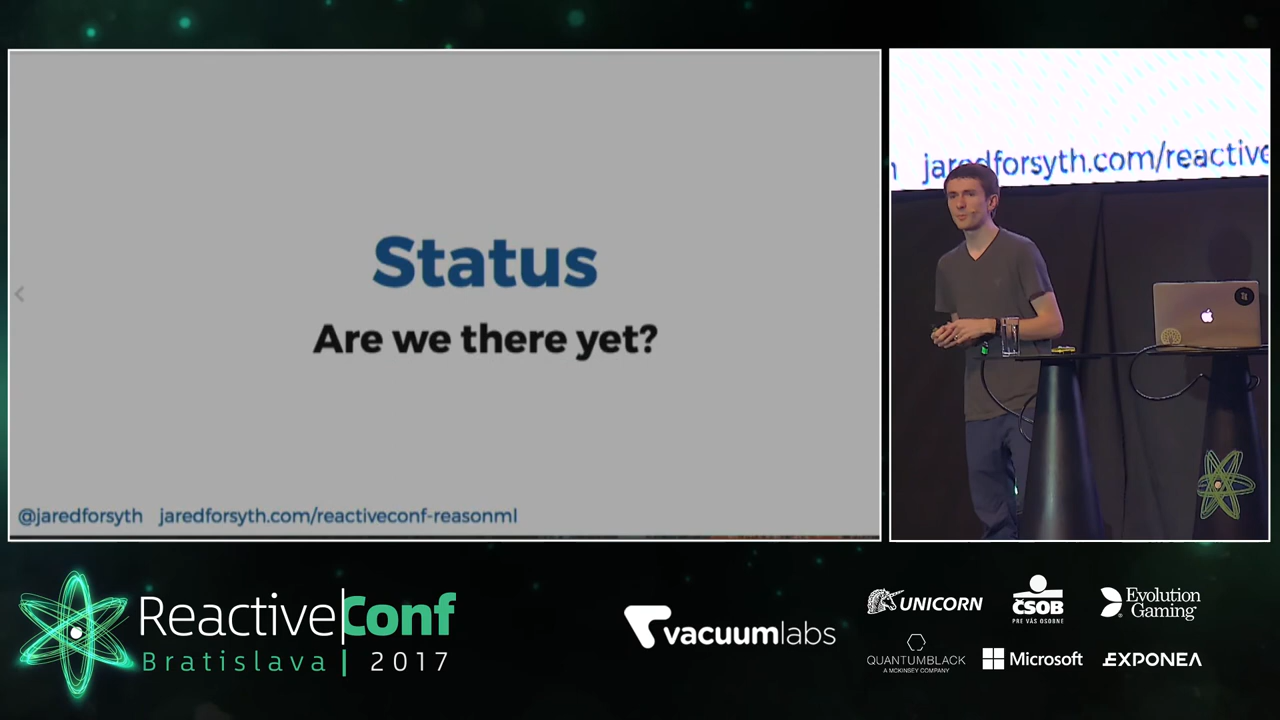 Status
Are we there yet?
@jaredforsyth jaredforsyth.com/reactiveconf-reasonml
jaredforsyth.com/reactive
ReactiveConf
Bratislava | 2017
vacuumlabs
UNICORN
ČSOB
PRE VÁS OSOBNE
Evolution
Gaming
QUANTUMBLACK
A MCKINSEY COMPANY
Microsoft
EXPONEA